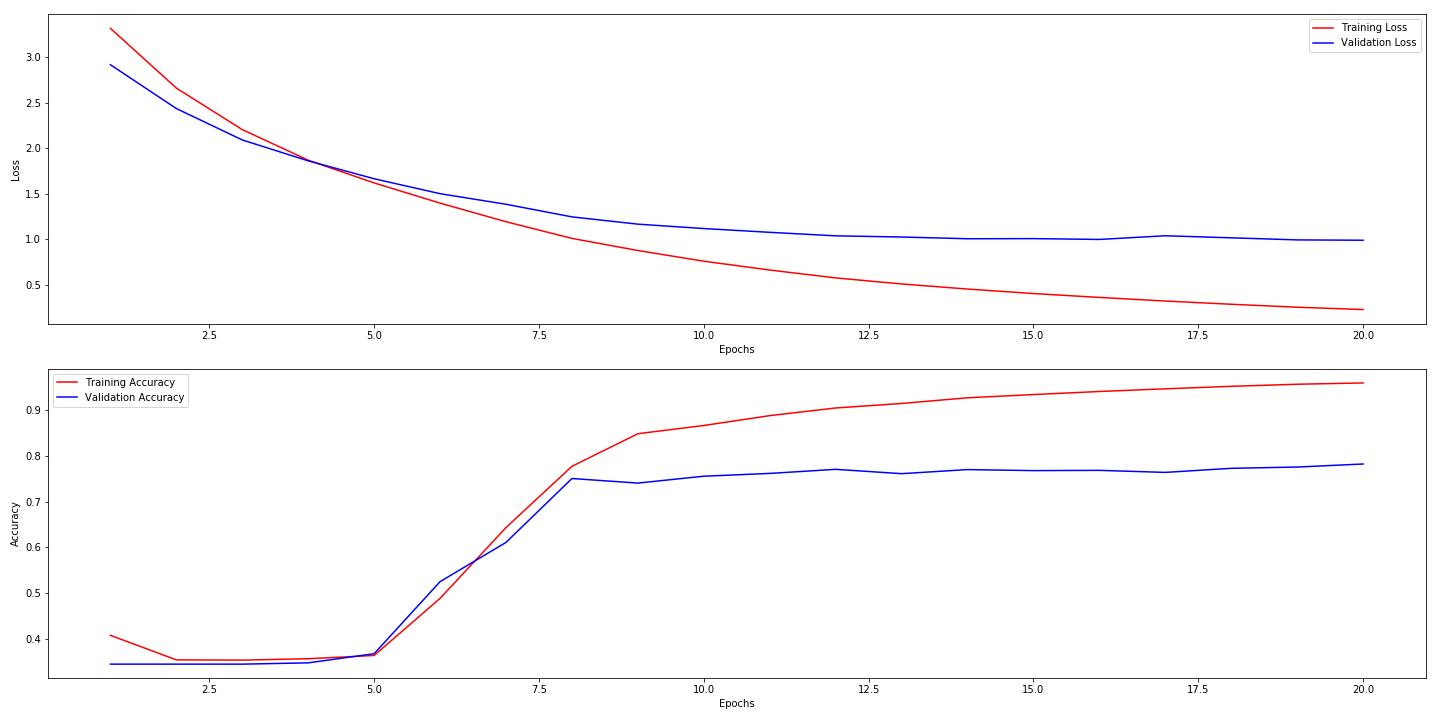 Training Loss
Validation Loss
3.0
2.5
2.0
1.5
1.0
0.5
Loss
2.5 5.0 7.5 10.0 12.5 15.0 17.5 20.0
Epochs
Training Accuracy
Validation Accuracy
0.9
0.8
0.7
0.6
0.5
0.4
Accuracy
2.5 5.0 7.5 10.0 12.5 15.0 17.5 20.0
Epochs